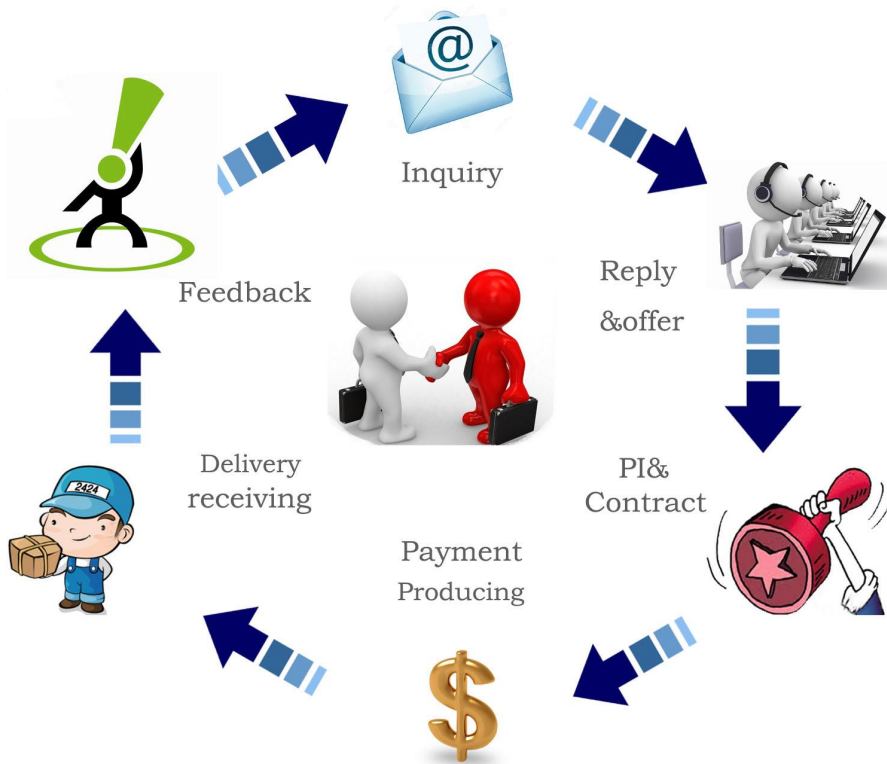 @
Inquiry
Reply
&offer
PI&
Contract
Payment
Producing
$
Delivery
receiving
2424
Feedback